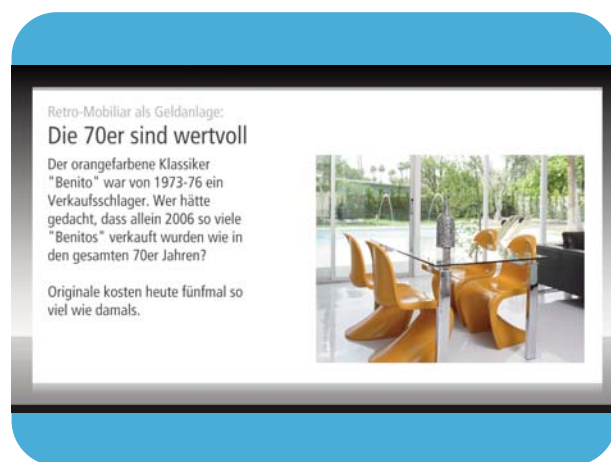 Retro-Mobiliar als Geldanlage:
Die 70er sind wertvoll
Der orangefarbene Klassiker
"Benito" war von 1973-76 ein
Verkaufsschlager. Wer hätte
gedacht, dass allein 2006 so viele
"Benitos" verkauft wurden wie in
den gesamten 70er Jahren?
Originale kosten heute fünfmal so
viel wie damals.